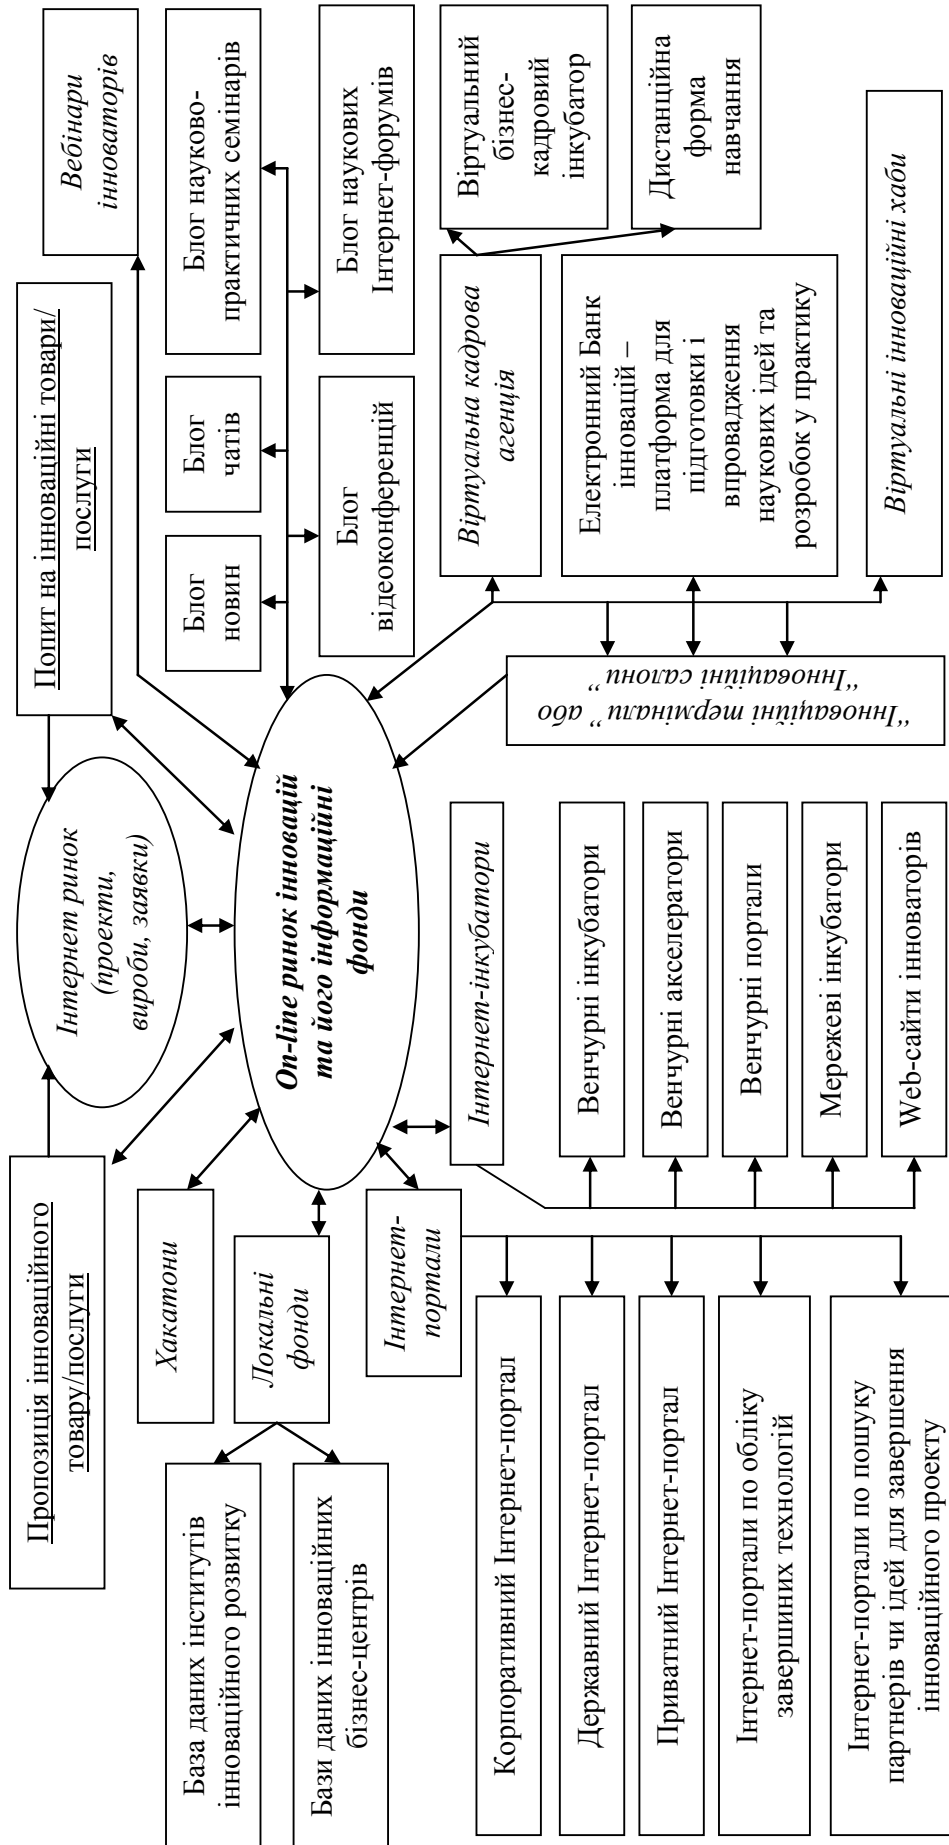 Пропозиція інноваційного
товару/послуги
Інтернет ринок
(проекти,
вироби, заявки)
Попит на інноваційні товари/
послуги
Вебінари
інноваторів
Хакатони
Локальні
фонди
База даних інститутів
інноваційного розвитку
Бази даних інноваційних
бізнес-центрів
On-line ринок інновацій
та його інформаційні
фонди
Блог
новин
Блог
чатів
Блог науково-
практичних семінарів
Блог
відеоконференцій
Блог наукових
Інтернет-форумів
Інтернет-
портали
Корпоративний Інтернет-портал
Державний Інтернет-портал
Приватний Інтернет-портал
Інтернет-портали по обліку
завершиних технологій
Інтернет-портали по пошуку
партнерів чи ідей для завершення
інноваційного проекту
Інтернет-інкубатори
Венчурні інкубатори
Венчурні акселератори
Венчурні портали
Мережеві інкубатори
Web-сайти інноваторів
“Інноваційні термінали” або
“Інноваційні салони”
Віртуальна кадрова
агенція
Віртуальний
бізнес-
кадровий
інкубатор
Дистанційна
форма
навчання
Електронний Банк
інновацій –
платформа для
підготовки і
впровадження
наукових ідей та
розробок у практику
Віртуальні інноваційні хаби